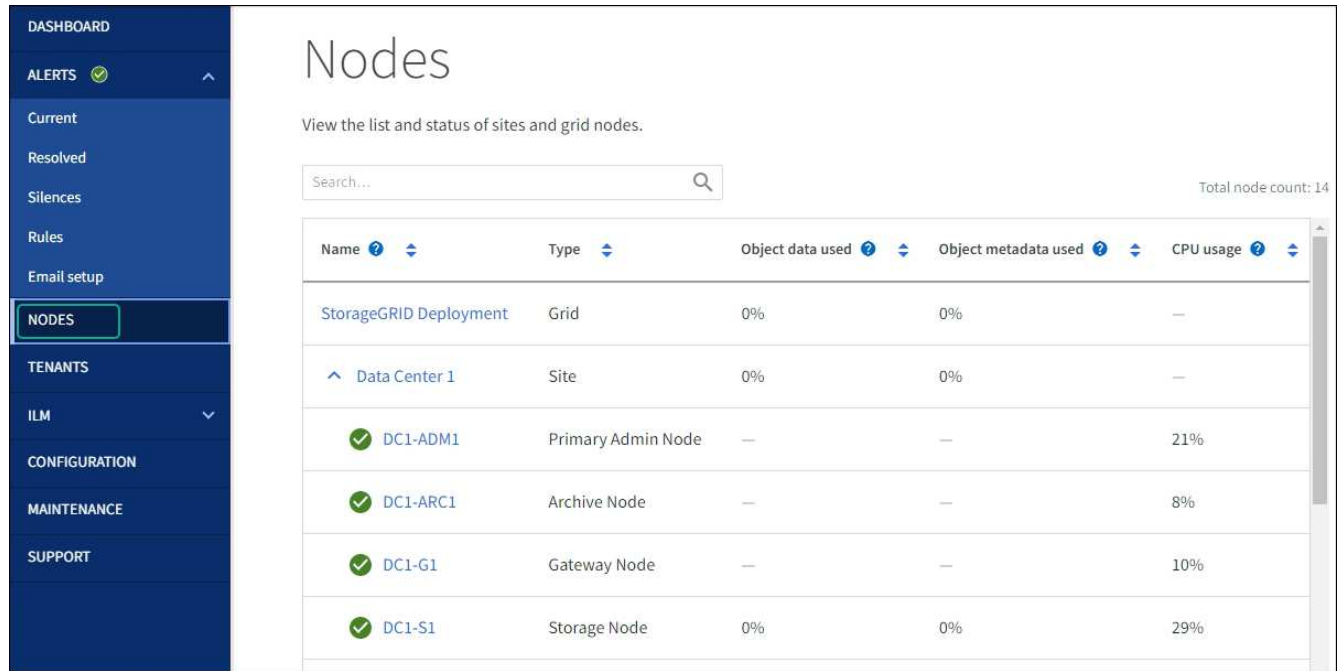 DASHBOARD
ALERTS
Current
Resolved
Silences
Rules
Email setup
NODES
TENANTS
ILM
CONFIGURATION
MAINTENANCE
SUPPORT
Nodes
View the list and status of sites and grid nodes.
Search...
Total node count: 14
Name Type Object data used Object metadata used CPU usage
StorageGRID Deployment Grid 0% 0% —
Data Center 1 Site 0% 0% —
DC1-ADM1 Primary Admin Node — — 21%
DC1-ARC1 Archive Node — — 8%
DC1-G1 Gateway Node — — 10%
DC1-S1 Storage Node 0% 0% 29%